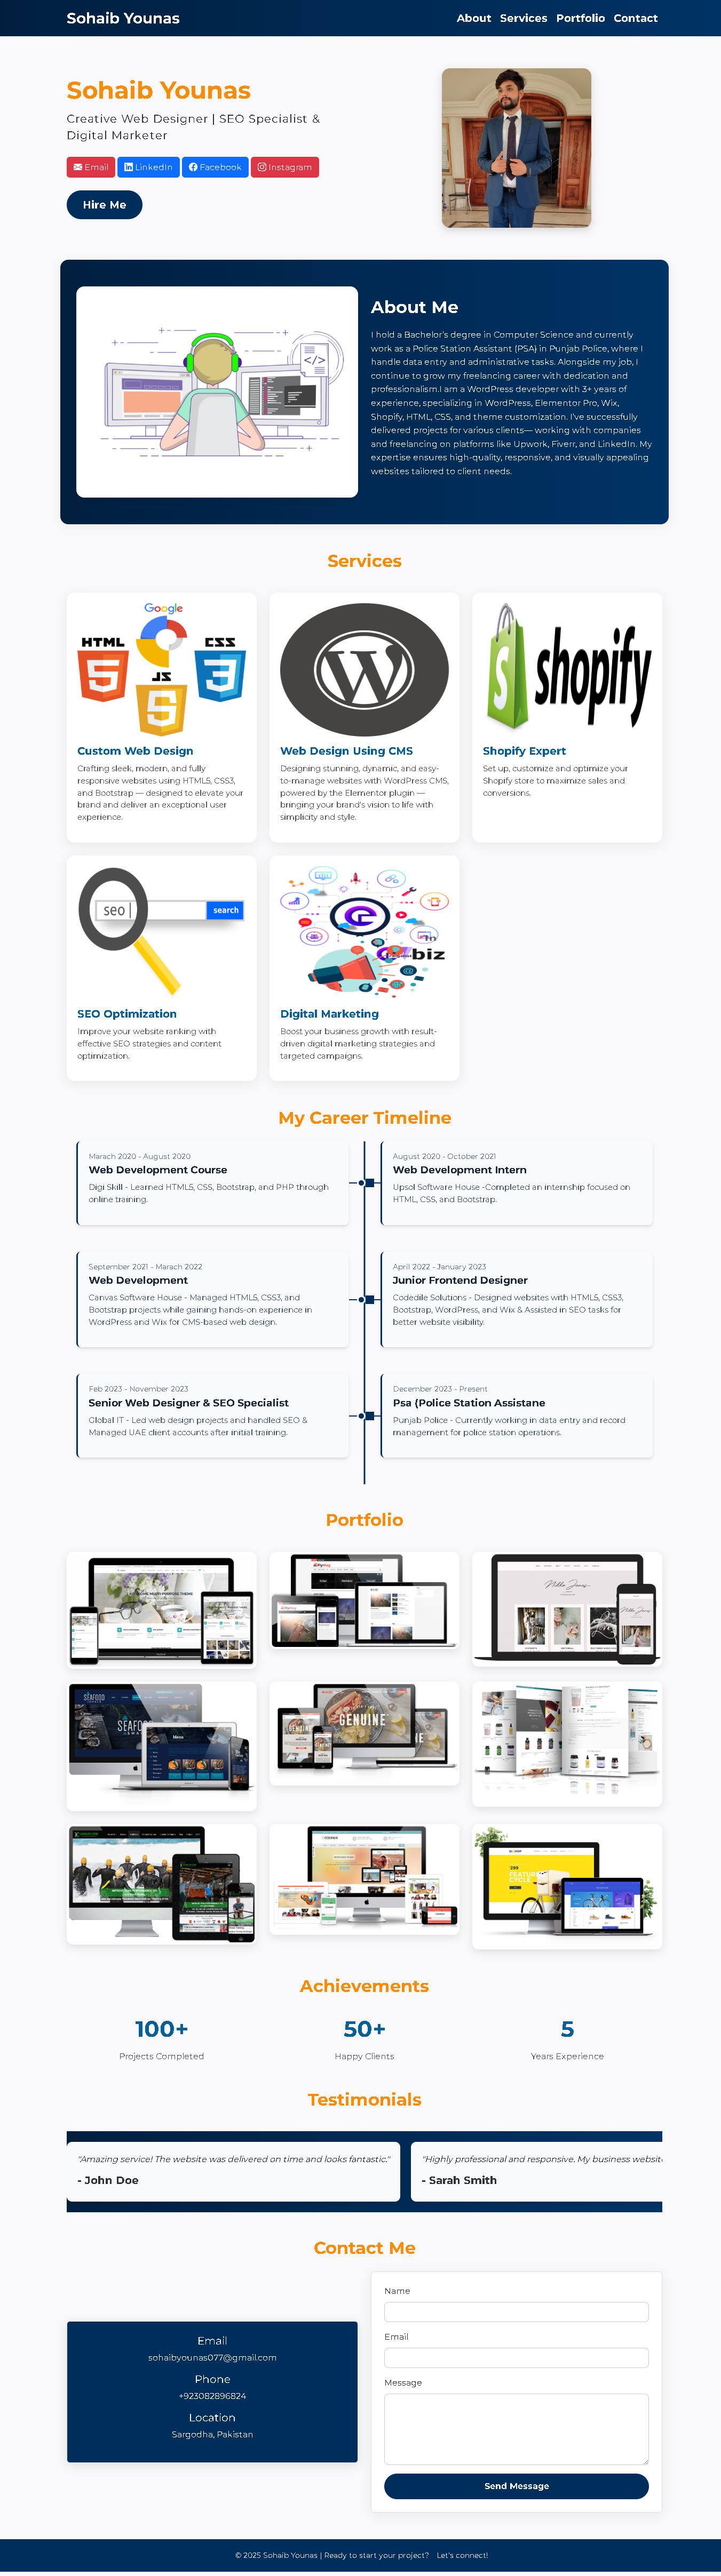 Sohaib Younas
About Services Portfolio Contact
Sohaib Younas
Creative Web Designer | SEO Specialist &
Digital Marketer
Email LinkedIn Facebook Instagram
Hire Me
About Me
I hold a Bachelor's degree in Computer Science and currently
work as a Police Station Assistant (PSA) in Punjab Police, where I
handle data entry and administrative tasks. Alongside my job, I
continue to grow my freelancing career with dedication and
professionalism.I am a WordPress developer with 3+ years of
experience, specializing in WordPress, Elementor Pro, Wix,
Shopify, HTML, CSS, and theme customization. I've successfully
delivered projects for various clients— working with companies
and freelancing on platforms like Upwork, Fiverr, and LinkedIn. My
expertise ensures high-quality, responsive, and visually appealing
websites tailored to client needs.
Services
Google
HTML
CSS
JS
Custom Web Design
Crafting sleek, modern, and fully
responsive websites using HTML5, CSS3,
and Bootstrap — designed to elevate your
brand and deliver an exceptional user
experience.
Web Design Using CMS
Designing stunning, dynamic, and easy-
to-manage websites with WordPress CMS,
powered by the Elementor plugin —
bringing your brand's vision to life with
simplicity and style.
shopify
Shopify Expert
Set up, customize and optimize your
Shopify store to maximize sales and
conversions.
seo
search
SEO Optimization
Improve your website ranking with
effective SEO strategies and content
optimization.
biz
Digital Marketing
Boost your business growth with result-
driven digital marketing strategies and
targeted campaigns.
My Career Timeline
Marach 2020 - August 2020
Web Development Course
Digi Skill - Learned HTML5, CSS, Bootstrap, and PHP through
online training.
August 2020 - October 2021
Web Development Intern
Upsol Software House -Completed an internship focused on
HTML, CSS, and Bootstrap.
September 2021 - Marach 2022
Web Development
Canvas Software House - Managed HTML5, CSS3, and
Bootstrap projects while gaining hands-on experience in
WordPress and Wix for CMS-based web design.
April 2022 - January 2023
Junior Frontend Designer
Codedille Solutions - Designed websites with HTML5, CSS3,
Bootstrap, WordPress, and Wix & Assisted in SEO tasks for
better website visibility.
Feb 2023 - November 2023
Senior Web Designer & SEO Specialist
Global IT - Led web design projects and handled SEO &
Managed UAE client accounts after initial training.
December 2023 - Present
Psa (Police Station Assistane
Punjab Police - Currently working in data entry and record
management for police station operations.
Portfolio
SEAFOOD
GENUINE
FEATURE
CYCLE
Achievements
100+
Projects Completed
50+
Happy Clients
5
Years Experience
Testimonials
"Amazing service! The website was delivered on time and looks fantastic."
- John Doe
"Highly professional and responsive. My business website
- Sarah Smith
Contact Me
Email
sohaibyounas077@gmail.com
Phone
+923082896824
Location
Sargodha, Pakistan
Name
Email
Message
Send Message
© 2025 Sohaib Younas | Ready to start your project? Let's connect!